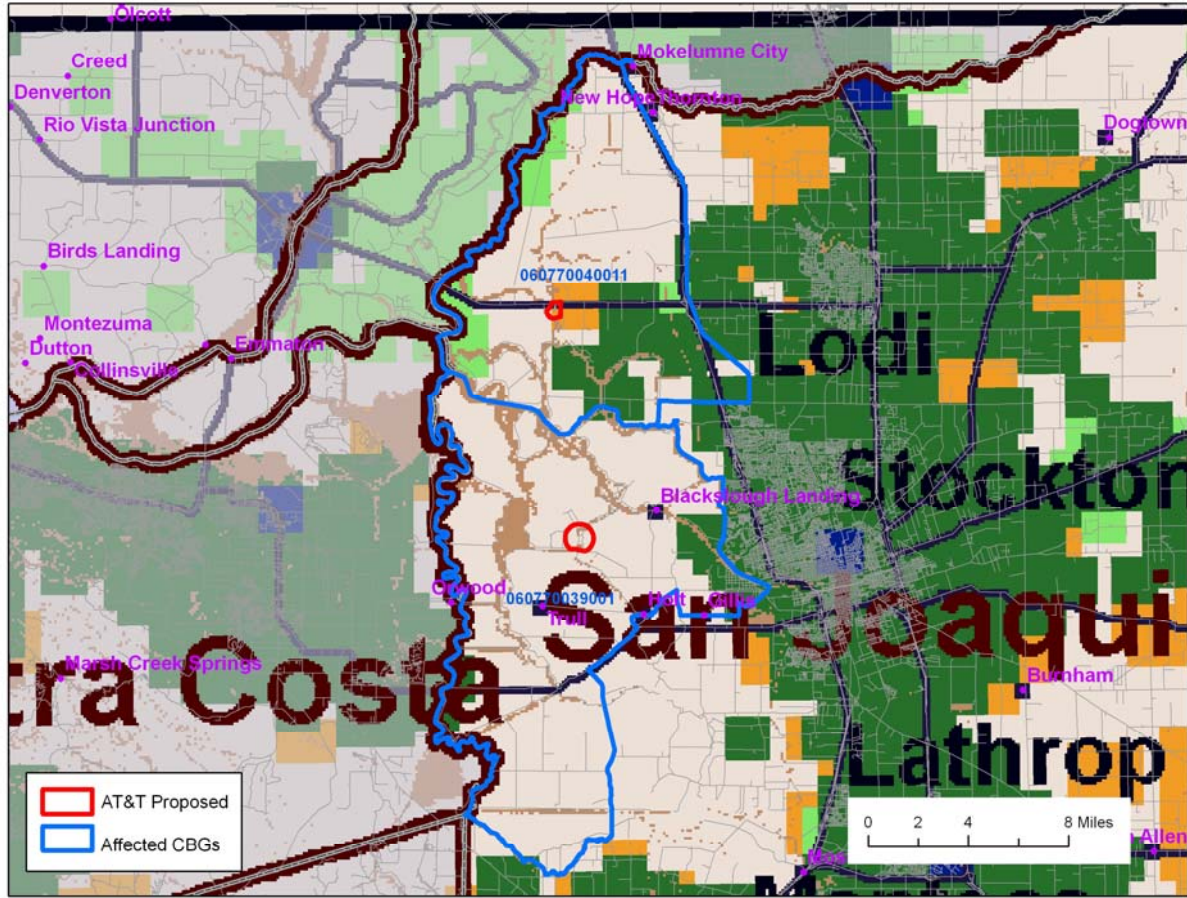 Olcott
Creed
Mokelumne City
Denverton
New Hope Thornton
Rio Vista Junction
Dogtown
Birds Landing
060770040011
Montezuma
Lodi
Dutton
Emmaton
Collinsville
Stockton
Blackslough Landing
Orwood
060770039001
Holt
Gillis
Trull
San Joaqui
Marsh Creek Springs
tra Costa
Burnham
Lathrop
AT&T Proposed
Affected CBGs
0 2 4 8 Miles
Allen